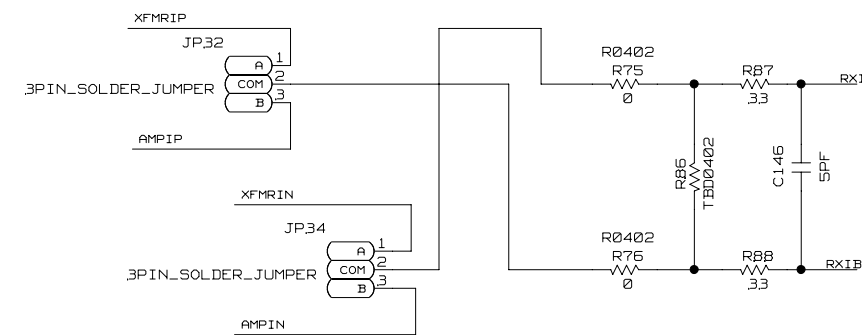 XFMRIP
JP32
1
A
2
COM
3
B
3PIN_SOLDER_JUMPER
AMPIP
R0402
R75
0
R87
33
RXI
R86
TBD0402
C146
5PF
XFMRIN
JP34
1
A
2
COM
3
B
3PIN_SOLDER_JUMPER
AMPIN
R0402
R76
0
R88
33
RXIB